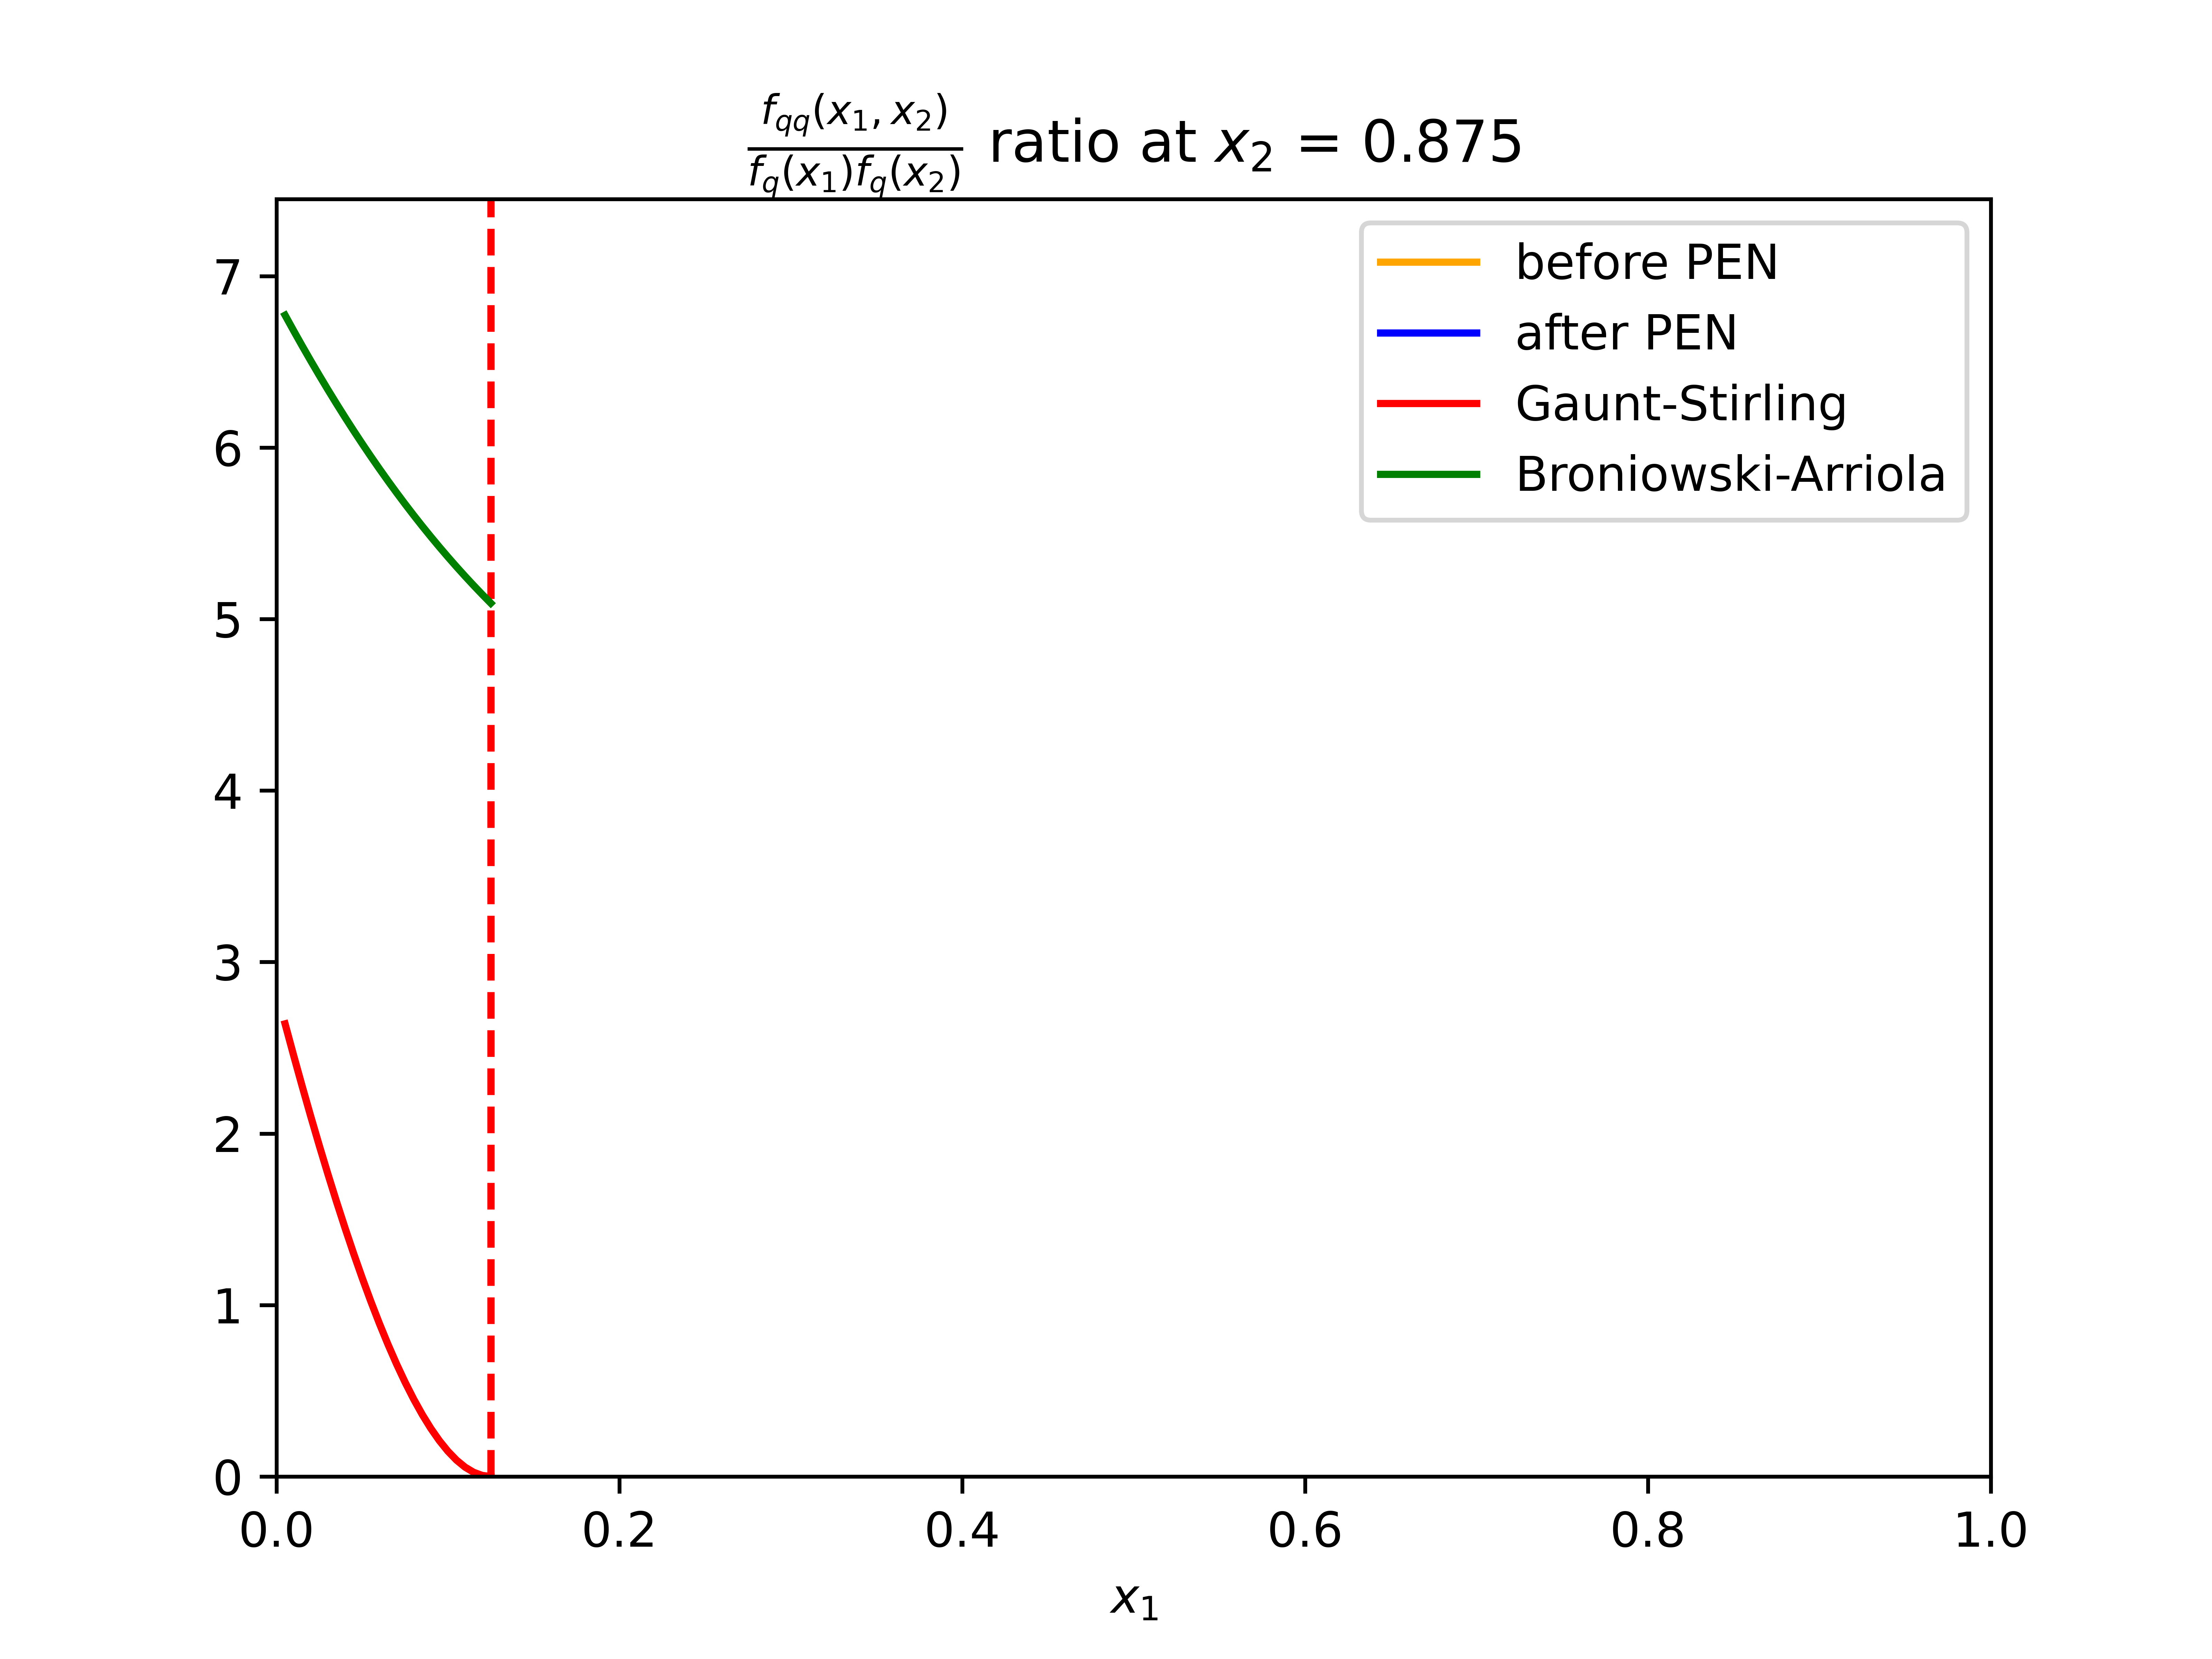 f_{qq}(x_1, x_2)
f_q(x_1)f_q(x_2) ratio at x_2 = 0.875
before PEN
after PEN
Gaunt-Stirling
Broniowski-Arriola
7
6
5
4
3
2
1
0
0.0 0.2 0.4 0.6 0.8 1.0
x_1